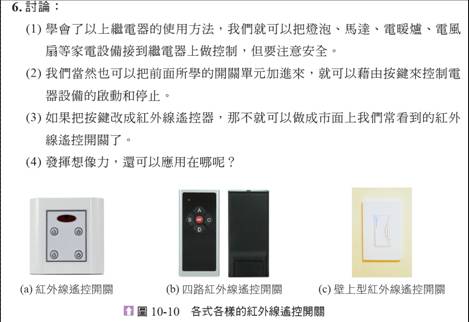 6. 討論：
(1) 學會了以上繼電器的使用方法，我們就可以把燈泡、馬達、電暖爐、電風
扇等家電設備接到繼電器上做控制，但要注意安全。
(2) 我們當然也可以把前面所學的開關單元加進來，就可以藉由按鍵來控制電
器設備的啟動和停止。
(3) 如果把按鍵改成紅外線遙控器，那不就可以做成市面上我們常看到的紅外
線遙控開關了。
(4) 發揮想像力，還可以應用在哪呢？
A
B
C
D
(a) 紅外線遙控開關
(b) 四路紅外線遙控開關
(c) 壁上型紅外線遙控開關
圖 10-10 各式各樣的紅外線遙控開關